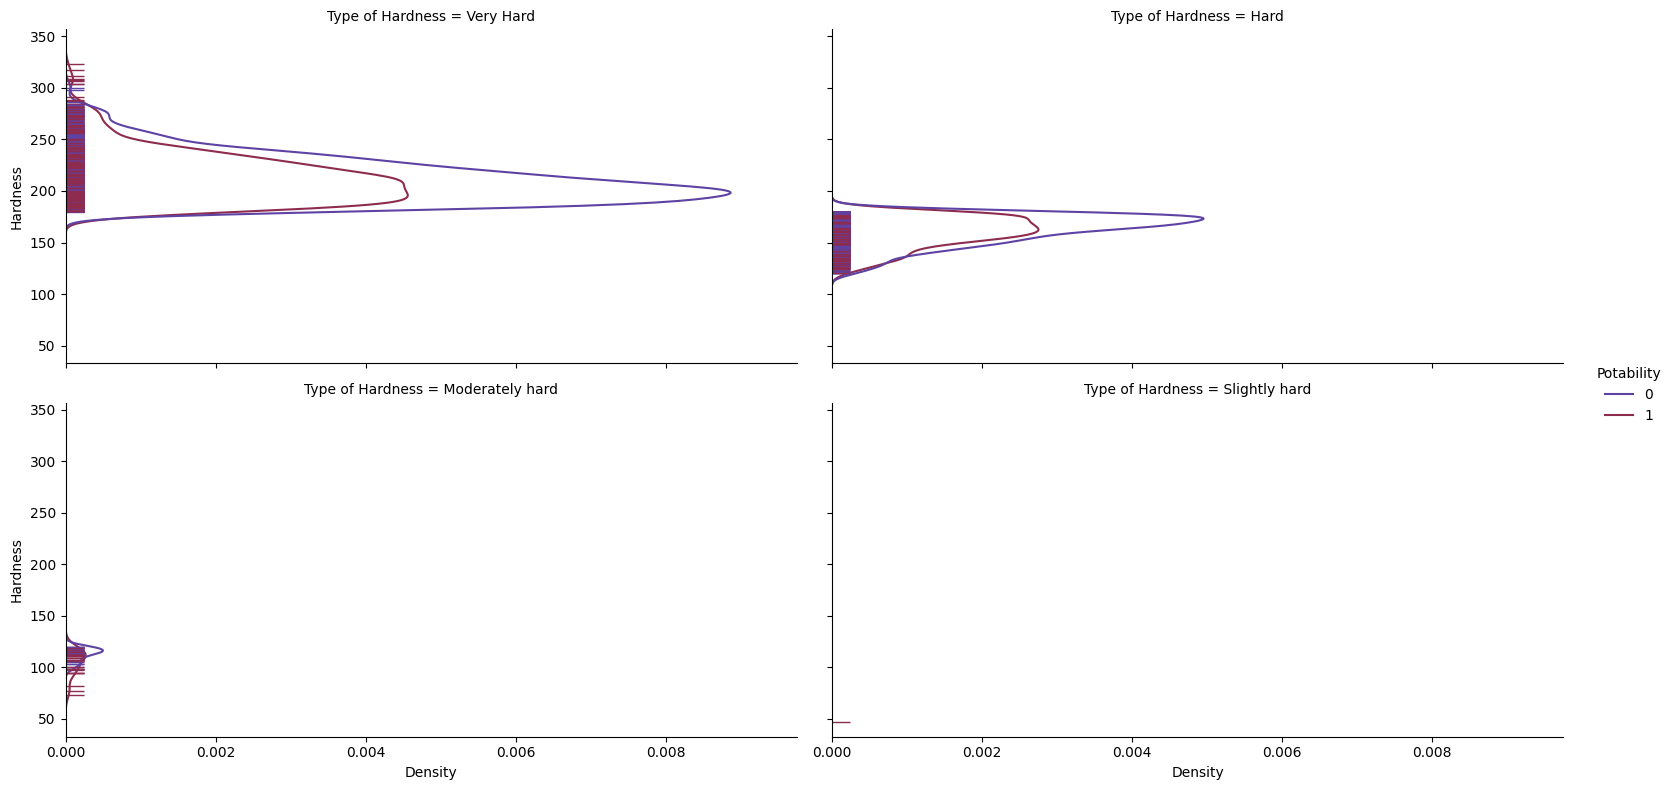 Type of Hardness = Very Hard
Type of Hardness = Hard
350
300
250
200
150
100
50
Hardness
Potability
0
1
Type of Hardness = Moderately hard
Type of Hardness = Slightly hard
350
300
250
200
150
100
50
Hardness
0.000 0.002 0.004 0.006 0.008
0.000 0.002 0.004 0.006 0.008
Density
Density